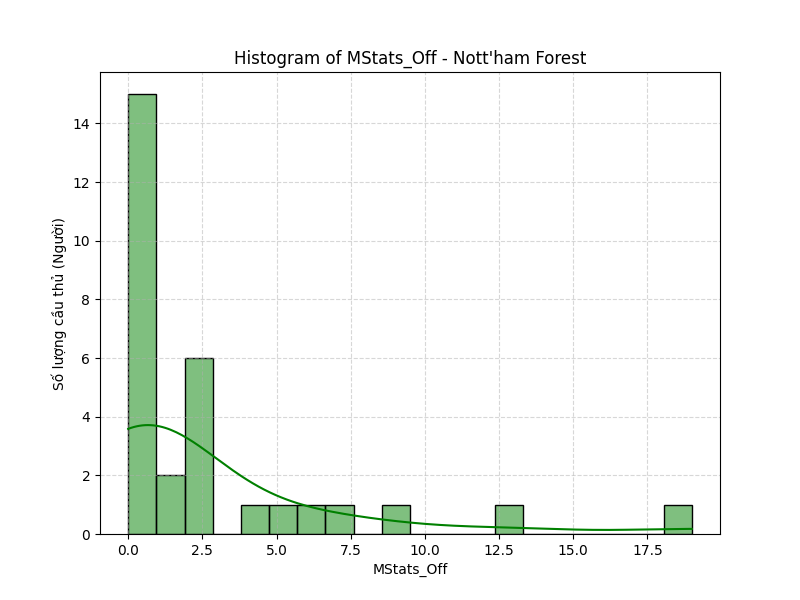 Histogram of MStats_Off - Nott'ham Forest
Số lượng cầu thủ (Người)
14
12
10
8
6
4
2
0
0.0 2.5 5.0 7.5 10.0 12.5 15.0 17.5
MStats_Off